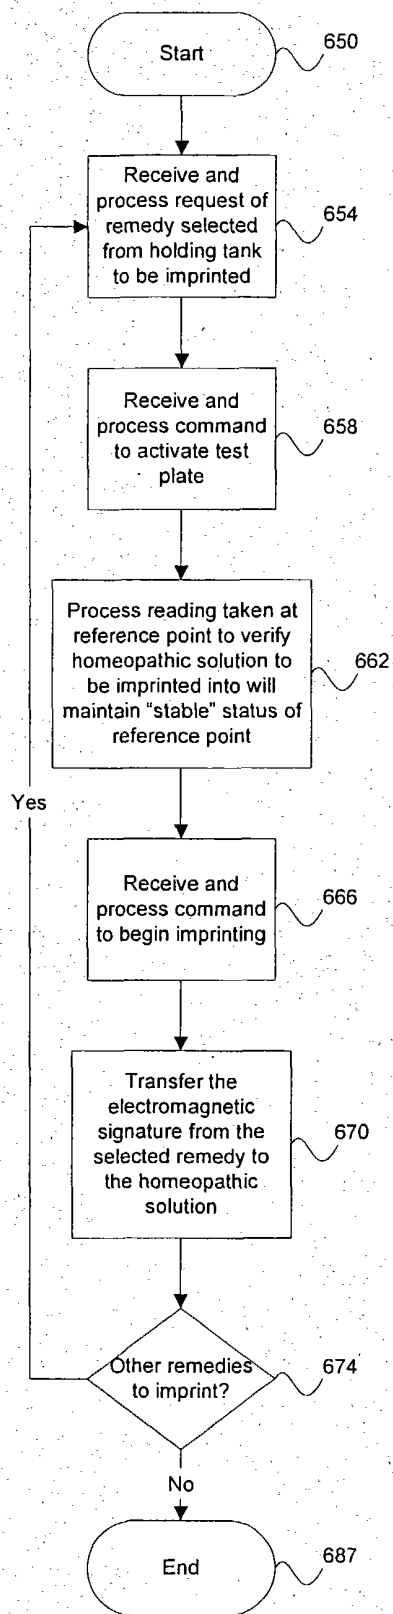 Start
650
Receive and
process request of
remedy selected
from holding tank
to be imprinted
654
Receive and
process command
to activate test
plate
658
Process reading taken at
reference point to verify
homeopathic solution to
be imprinted into will
maintain "stable" status of
reference point
662
Yes
Receive and
process command
to begin imprinting
666
Transfer the
electromagnetic
signature from the
selected remedy to
the homeopathic
solution
670
Other remedies
to imprint?
674
No
End
687